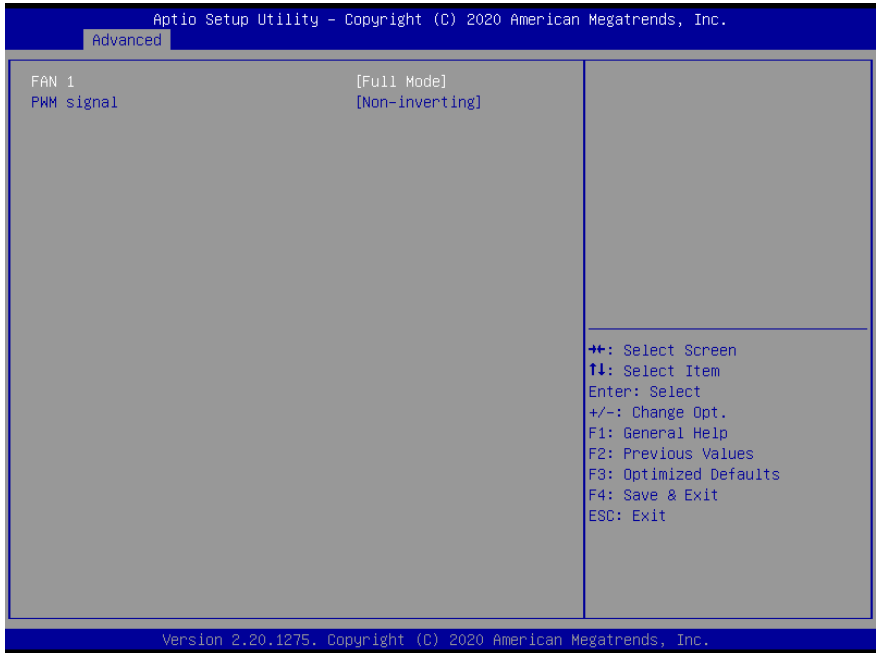 Aptio Setup Utility – Copyright (C) 2020 American Megatrends, Inc.
Advanced
FAN 1 [Full Mode]
PWM signal [Non-inverting]
→←: Select Screen
↑↓: Select Item
Enter: Select
+/-: Change Opt.
F1: General Help
F2: Previous Values
F3: Optimized Defaults
F4: Save & Exit
ESC: Exit
Version 2.20.1275. Copyright (C) 2020 American Megatrends, Inc.